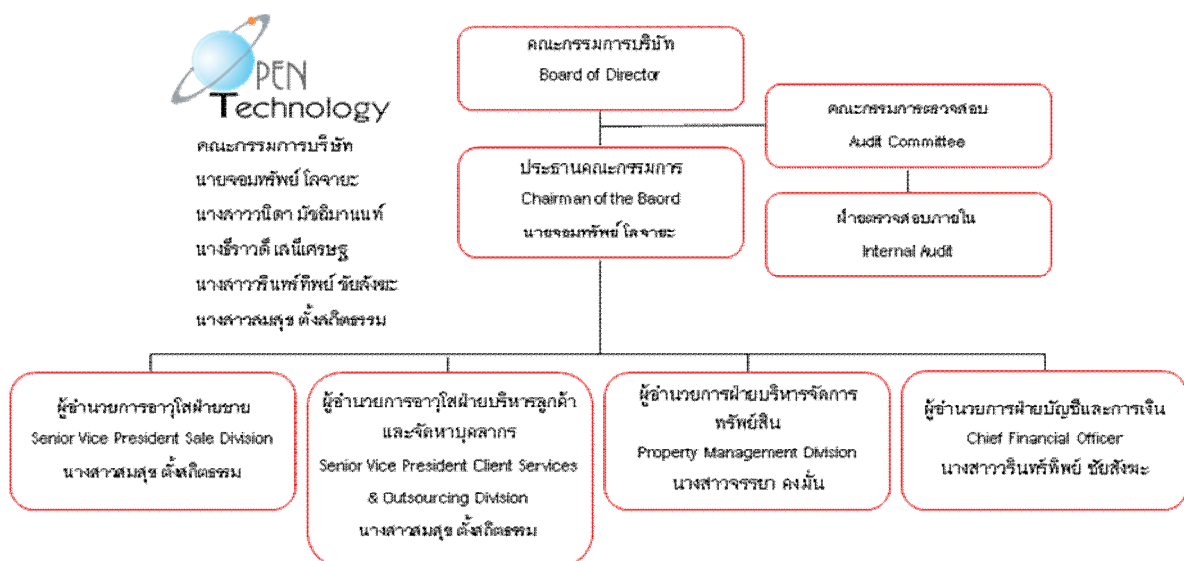 OPEN
Technology
คณะกรรมการบริษัท
นายจอมทรัพย์ โลจายะ
นางสาววนิดา มัชฌิมานนท์
นางธีราวดี เสนีเศรษฐ
นางสาววรินทร์ทิพย์ ชัยสังฆะ
นางสาวสมสุข ตั้งสถิตธรรม
คณะกรรมการบริษัท
Board of Director
คณะกรรมการตรวจสอบ
Audit Committee
ประธานคณะกรรมการ
Chairman of the Baord
นายจอมทรัพย์ โลจายะ
ฝ่ายตรวจสอบภายใน
Internal Audit
ผู้อำนวยการอาวุโสฝ่ายขาย
Senior Vice President Sale Division
นางสาวสมสุข ตั้งสถิตธรรม
ผู้อำนวยการอาวุโสฝ่ายบริหารลูกค้า
และจัดหาบุคลากร
Senior Vice President Client Services
& Outsourcing Division
นางสาวสมสุข ตั้งสถิตธรรม
ผู้อำนวยการฝ่ายบริหารจัดการ
ทรัพย์สิน
Property Management Division
นางสาวจรรยา คงมั่น
ผู้อำนวยการฝ่ายบัญชีและการเงิน
Chief Financial Officer
นางสาววรินทร์ทิพย์ ชัยสังฆะ